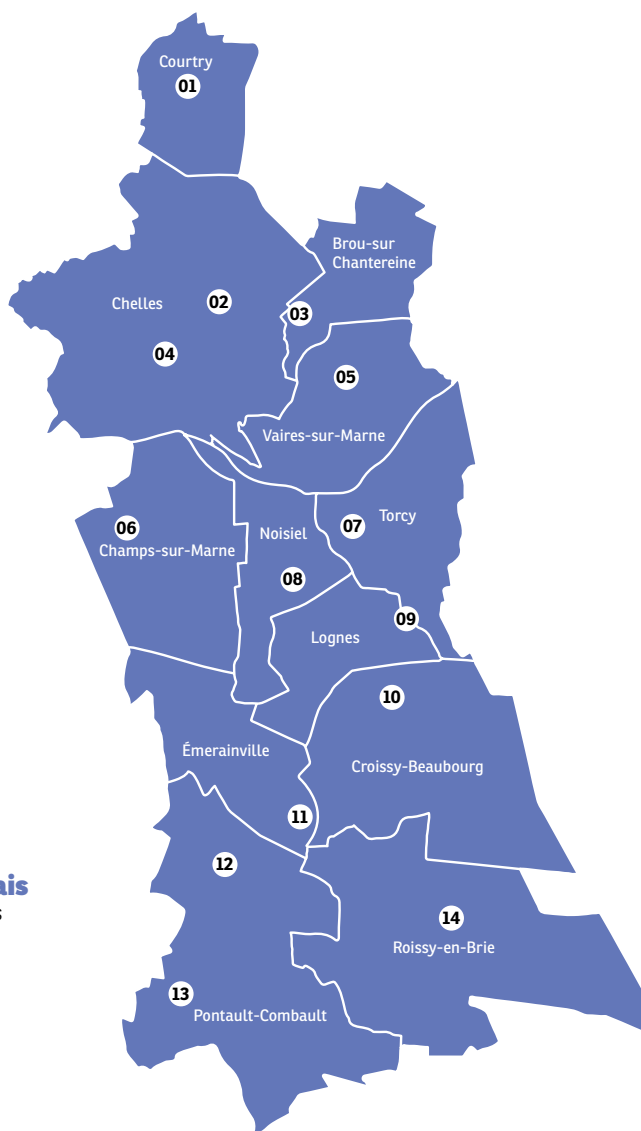 Courtry
01
Brou-sur
Chantereine
02
Chelles
03
04
05
Vaires-sur-Marne
06
Champs-sur-Marne
07
Torcy
Noisiel
08
09
Lognes
10
Émerainville
Croissy-Beaubourg
11
12
ais
s
14
Roissy-en-Brie
13
Pontault-Combault